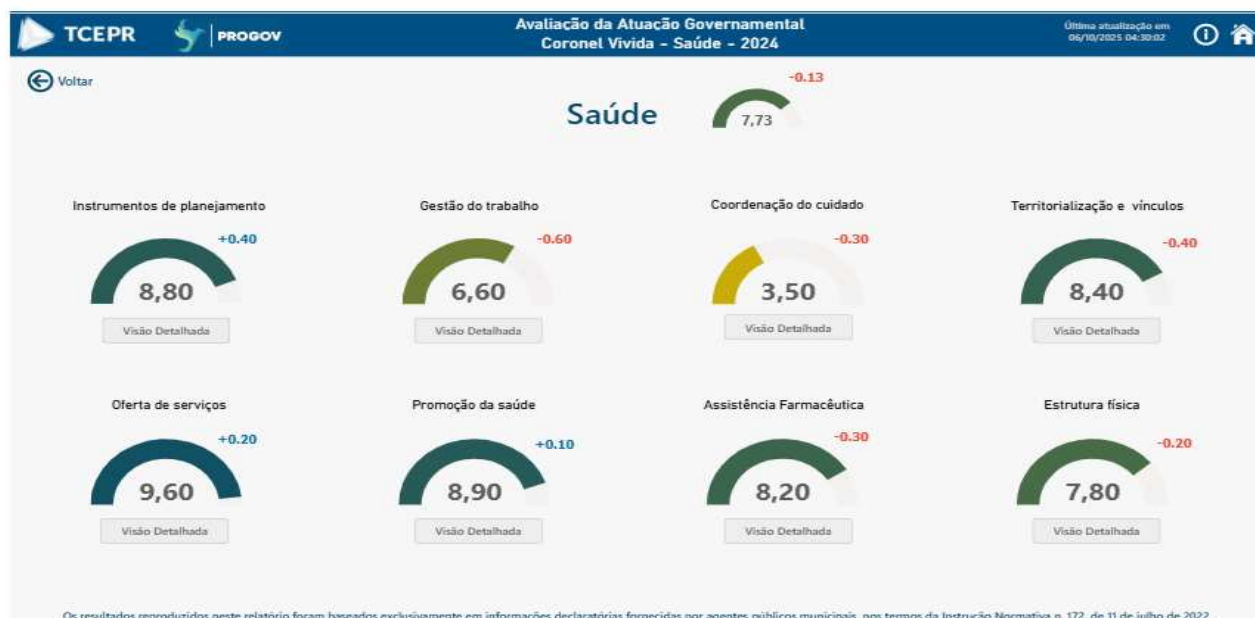 TCEPR
PROGOV
Avaliação da Atuação Governamental
Coronel Vivida - Saúde - 2024
Última atualização em
06/10/2025 04:30:02
Voltar
Saúde
-0.13
7,73
Instrumentos de planejamento
+0.40
8,80
Visão Detalhada
Gestão do trabalho
-0.60
6,60
Visão Detalhada
Coordenação do cuidado
-0.30
3,50
Visão Detalhada
Territorialização e vínculos
-0.40
8,40
Visão Detalhada
Oferta de serviços
+0.20
9,60
Visão Detalhada
Promoção da saúde
+0.10
8,90
Visão Detalhada
Assistência Farmacêutica
-0.30
8,20
Visão Detalhada
Estrutura física
-0.20
7,80
Visão Detalhada
Os resultados reproduzidos neste relatório foram baseados exclusivamente em informações declaratórias fornecidas por agentes públicos municipais, nos termos da Instrução Normativa n. 172, de 11 de julho de 2022.